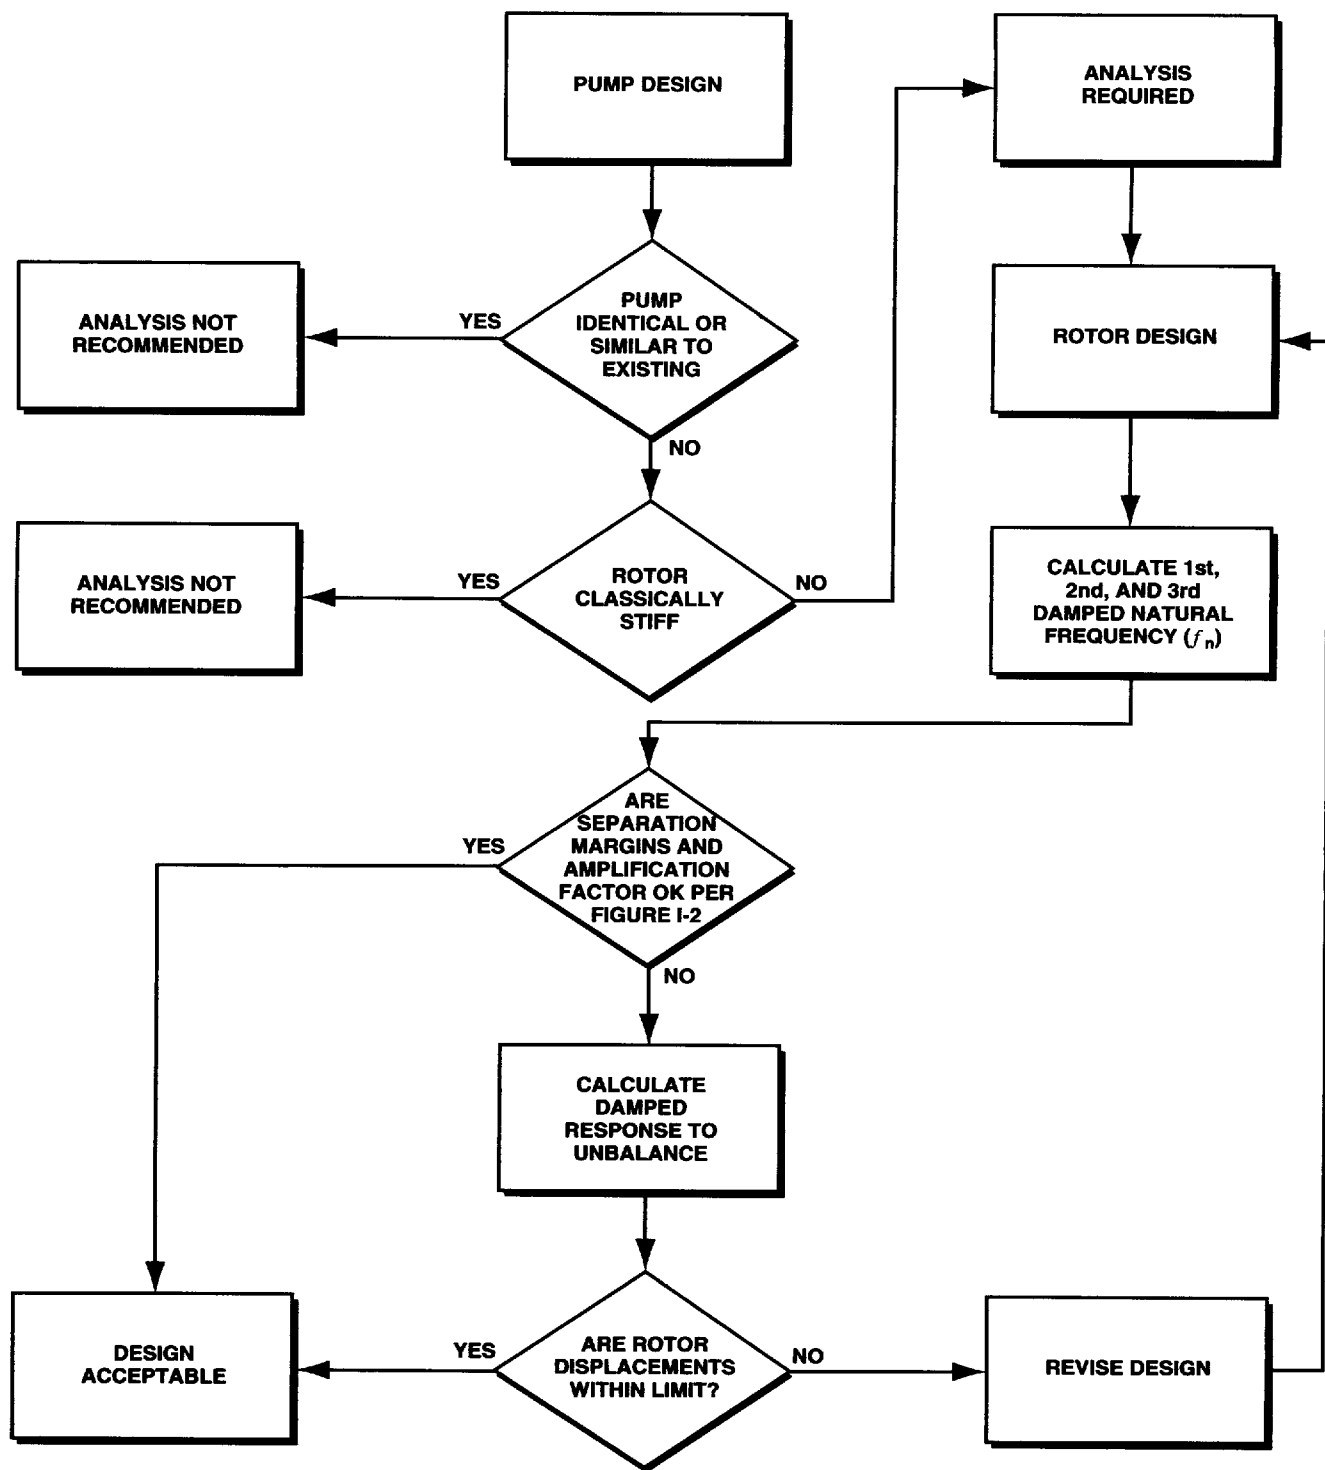 PUMP DESIGN
ANALYSIS
REQUIRED
ANALYSIS NOT
RECOMMENDED
YES
PUMP
IDENTICAL OR
SIMILAR TO
EXISTING
NO
ROTOR DESIGN
ANALYSIS NOT
RECOMMENDED
YES
ROTOR
CLASSICALLY
STIFF
NO
CALCULATE 1st,
2nd, AND 3rd
DAMPED NATURAL
FREQUENCY (fn)
YES
ARE
SEPARATION
MARGINS AND
AMPLIFICATION
FACTOR OK PER
FIGURE I-2
NO
CALCULATE
DAMPED
RESPONSE TO
UNBALANCE
DESIGN
ACCEPTABLE
YES
ARE ROTOR
DISPLACEMENTS
WITHIN LIMIT?
NO
REVISE DESIGN